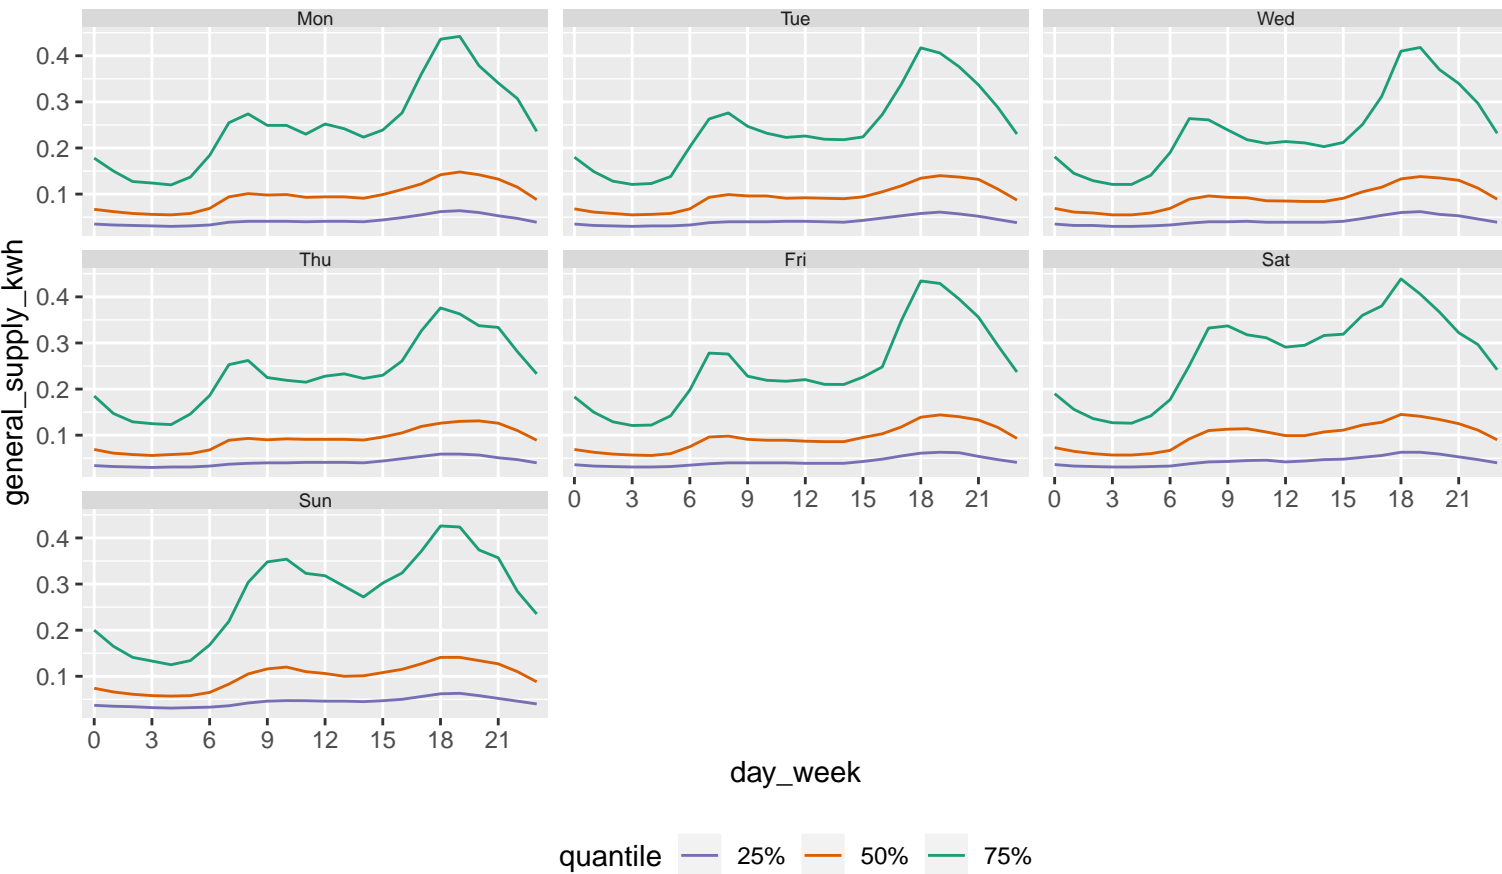 Mon Tue Wed
0.4
0.3
0.2
0.1
Thu Fri Sat
0.4
0.3
0.2
0.1
0 3 6 9 12 15 18 21 0 3 6 9 12 15 18 21
Sun
0.4
0.3
0.2
0.1
0 3 6 9 12 15 18 21
general_supply_kwh
day_week
quantile 25% 50% 75%